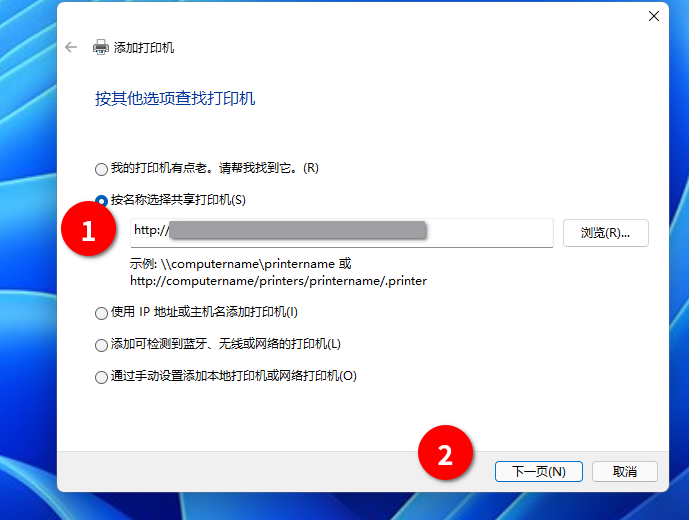 添加打印机
按其他选项查找打印机
我的打印机有点老。请帮我找到它。(R)
按名称选择共享打印机(S)
1
http://
浏览(R)...
示例: \\computername\printername 或
http://computername/printers/printername/.printer
使用 IP 地址或主机名添加打印机(I)
添加可检测到蓝牙、无线或网络的打印机(L)
通过手动设置添加本地打印机或网络打印机(O)
2
下一页(N)
取消